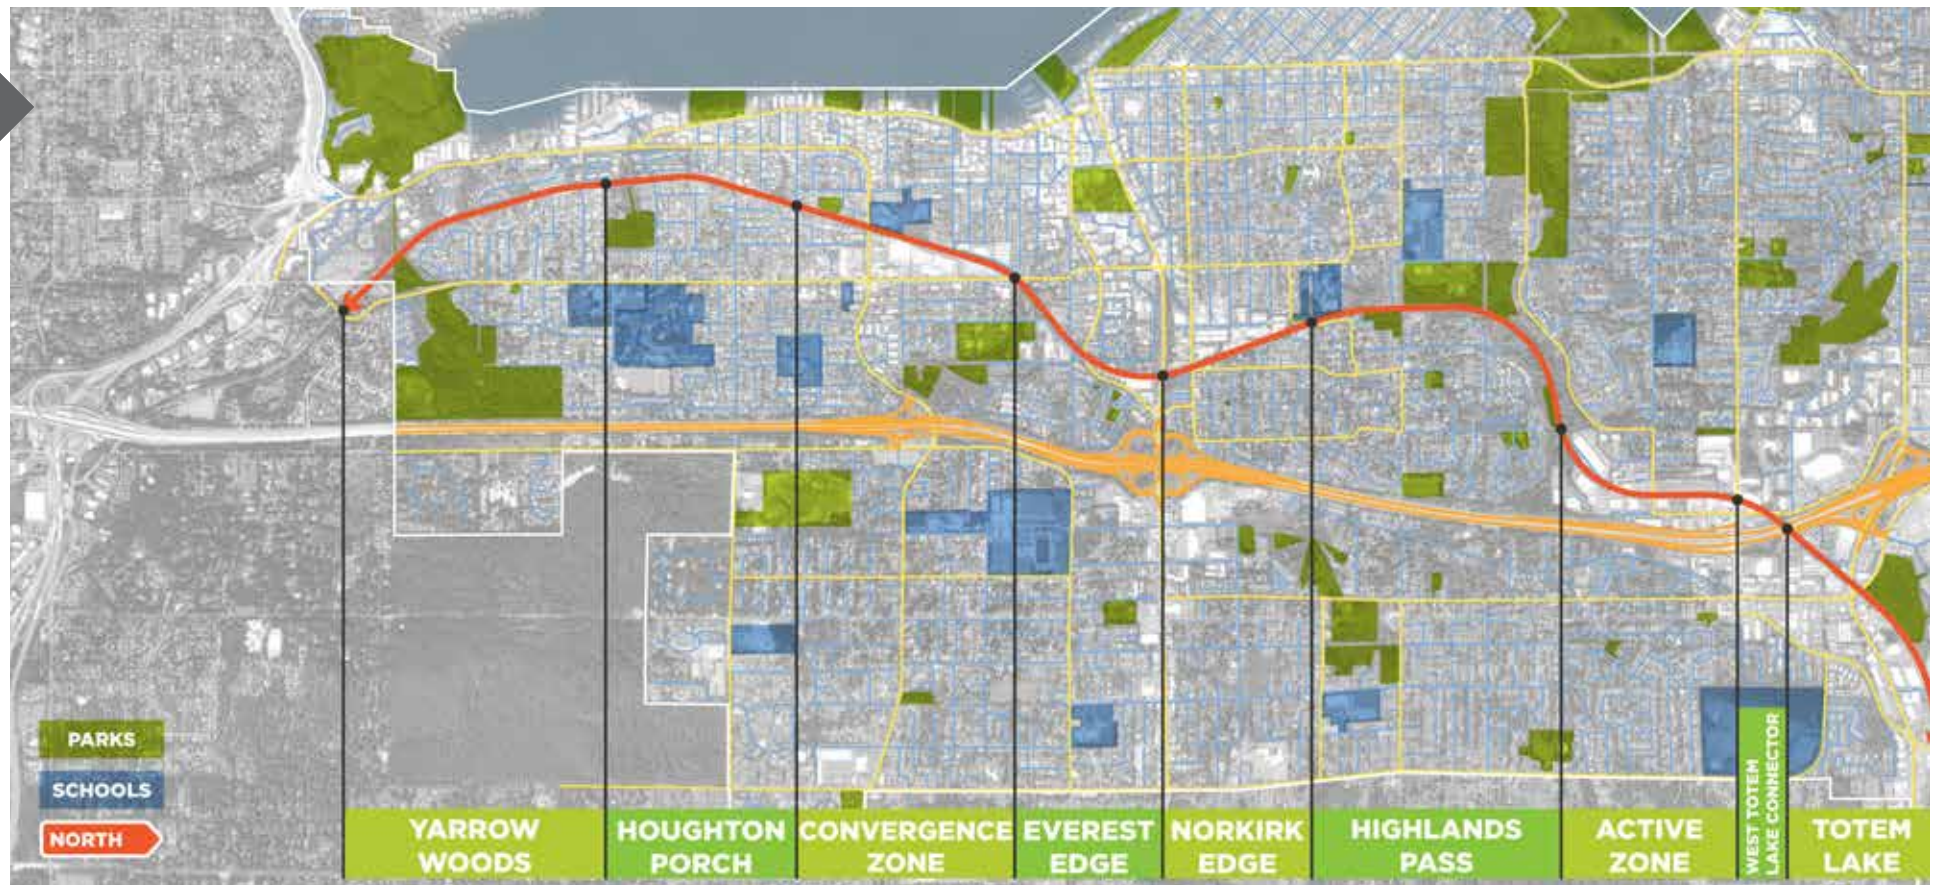 PARKS
SCHOOLS
NORTH
YARROW
WOODS
HOUGHTON
PORCH
CONVERGENCE
ZONE
EVEREST
EDGE
NORKIRK
EDGE
HIGHLANDS
PASS
ACTIVE
ZONE
WEST TOTEM
LAKE CONNECTOR
TOTEM
LAKE